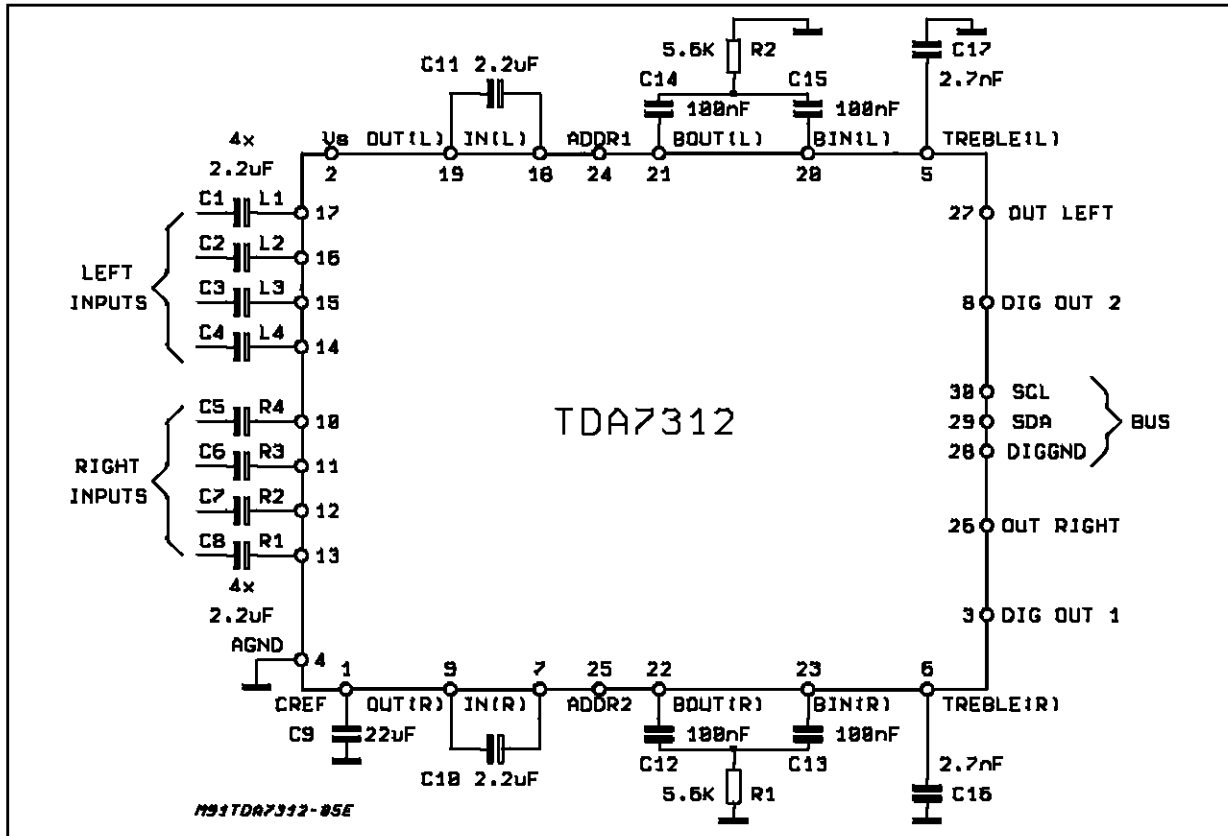 5.6K R2
C17
2.7nF
C11 2.2uF
C14 C15
100nF 100nF
4x
2.2uF
Vs OUT(L) IN(L) ADDR1 BOUT(L) BIN(L) TREBLE(L)
2 19 18 24 21 20 5
C1 L1 17
C2 L2 16
C3 L3 15
C4 L4 14
LEFT
INPUTS
27 OUT LEFT
8 DIG OUT 2
C5 R4 10
C6 R3 11
C7 R2 12
C8 R1 13
RIGHT
INPUTS
4x
2.2uF
TDA7312
30 SCL
29 SDA
28 DIGGND
BUS
26 OUT RIGHT
3 DIG OUT 1
AGND
4
1 9 7 25 22 23 6
CREF OUT(R) IN(R) ADDR2 BOUT(R) BIN(R) TREBLE(R)
C9 22uF
C10 2.2uF
100nF 100nF
C12 C13
5.6K R1
2.7nF
C16
M91TDA7312-05E